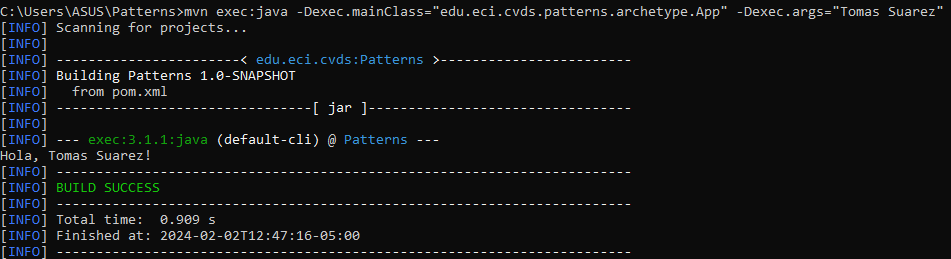 C:\Users\ASUS\Patterns>mvn exec:java -Dexec.mainClass="edu.eci.cvds.patterns.archetype.App" -Dexec.args="Tomas Suarez"
[INFO] Scanning for projects...
[INFO]
[INFO] -----------------------< edu.eci.cvds:Patterns >------------------------
[INFO] Building Patterns 1.0-SNAPSHOT
[INFO]   from pom.xml
[INFO] --------------------------------[ jar ]---------------------------------
[INFO]
[INFO] --- exec:3.1.1:java (default-cli) @ Patterns ---
Hola, Tomas Suarez!
[INFO] ------------------------------------------------------------------------
[INFO] BUILD SUCCESS
[INFO] ------------------------------------------------------------------------
[INFO] Total time:  0.909 s
[INFO] Finished at: 2024-02-02T12:47:16-05:00
[INFO] ------------------------------------------------------------------------